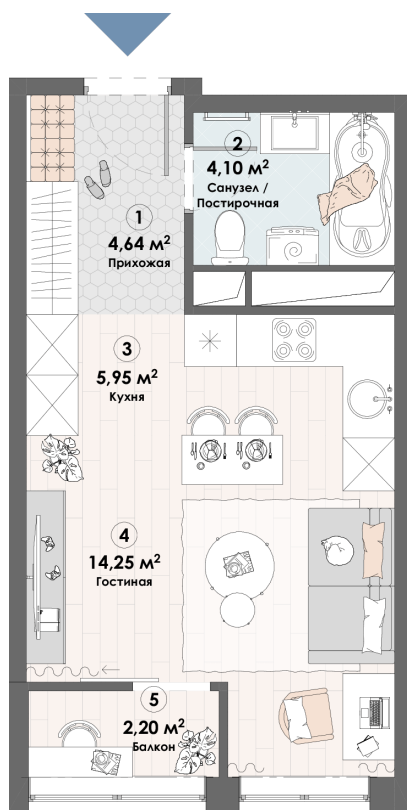 2
4,10 м²
Санузел /
Постирочная
1
4,64 м²
Прихожая
3
5,95 м²
Кухня
4
14,25 м²
Гостиная
5
2,20 м²
Балкон